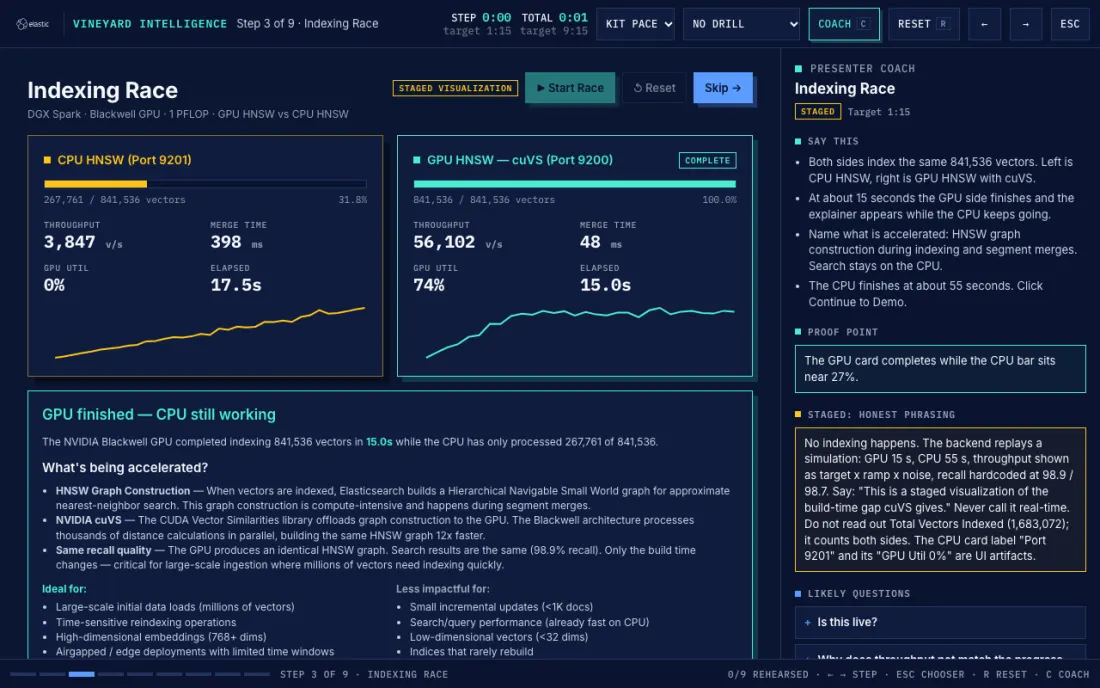 elastic
VINEYARD INTELLIGENCE Step 3 of 9 · Indexing Race
STEP 0:00 TOTAL 0:01
target 1:15 target 9:15
KIT PACE
NO DRILL
COACH C
RESET R
←
→
ESC
Indexing Race
DGX Spark · Blackwell GPU · 1 PFLOP · GPU HNSW vs CPU HNSW
STAGED VISUALIZATION
▶ Start Race
↺ Reset
Skip →
CPU HNSW (Port 9201)
267,761 / 841,536 vectors 31.8%
THROUGHPUT MERGE TIME
3,847 v/s 398 ms
GPU UTIL ELAPSED
0% 17.5s
GPU HNSW — cuVS (Port 9200) COMPLETE
841,536 / 841,536 vectors 100.0%
THROUGHPUT MERGE TIME
56,102 v/s 48 ms
GPU UTIL ELAPSED
74% 15.0s
GPU finished — CPU still working
The NVIDIA Blackwell GPU completed indexing 841,536 vectors in 15.0s while the CPU has only processed 267,761 of 841,536.
What's being accelerated?
• HNSW Graph Construction — When vectors are indexed, Elasticsearch builds a Hierarchical Navigable Small World graph for approximate
nearest-neighbor search. This graph construction is compute-intensive and happens during segment merges.
• NVIDIA cuVS — The CUDA Vector Similarities library offloads graph construction to the GPU. The Blackwell architecture processes
thousands of distance calculations in parallel, building the same HNSW graph 12x faster.
• Same recall quality — The GPU produces an identical HNSW graph. Search results are the same (98.9% recall). Only the build time
changes — critical for large-scale ingestion where millions of vectors need indexing quickly.
Ideal for:
• Large-scale initial data loads (millions of vectors)
• Time-sensitive reindexing operations
• High-dimensional embeddings (768+ dims)
• Airgapped / edge deployments with limited time windows
Less impactful for:
• Small incremental updates (<1K docs)
• Search/query performance (already fast on CPU)
• Low-dimensional vectors (<32 dims)
• Indices that rarely rebuild
PRESENTER COACH
Indexing Race
STAGED Target 1:15
SAY THIS
• Both sides index the same 841,536 vectors. Left is
CPU HNSW, right is GPU HNSW with cuVS.
• At about 15 seconds the GPU side finishes and the
explainer appears while the CPU keeps going.
• Name what is accelerated: HNSW graph
construction during indexing and segment merges.
Search stays on the CPU.
• The CPU finishes at about 55 seconds. Click
Continue to Demo.
PROOF POINT
The GPU card completes while the CPU bar sits
near 27%.
STAGED: HONEST PHRASING
No indexing happens. The backend replays a
simulation: GPU 15 s, CPU 55 s, throughput shown
as target x ramp x noise, recall hardcoded at 98.9 /
98.7. Say: "This is a staged visualization of the
build-time gap cuVS gives." Never call it real-time.
Do not read out Total Vectors Indexed (1,683,072);
it counts both sides. The CPU card label "Port
9201" and its "GPU Util 0%" are UI artifacts.
LIKELY QUESTIONS
+ Is this live?
Why does throughput not match the progress
STEP 3 OF 9 · INDEXING RACE
0/9 REHEARSED · ← → STEP · ESC CHOOSER · R RESET · C COACH